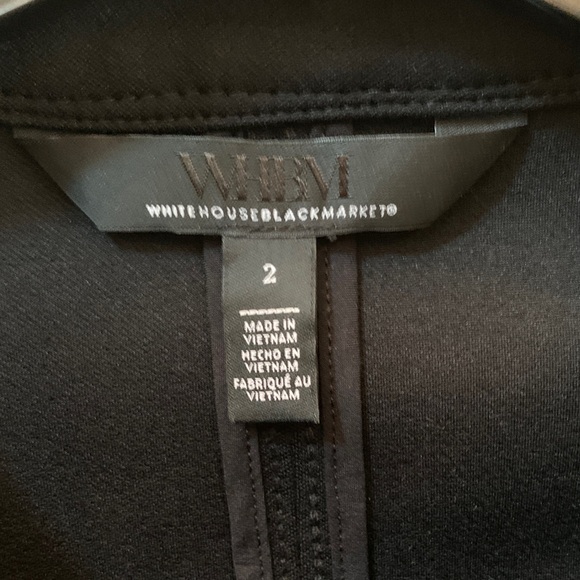 WHBM
WHITEHOUSEBLACKMARKET®
2
MADE IN
VIETNAM
HECHO EN
VIETNAM
FABRIQUÉ AU
VIETNAM